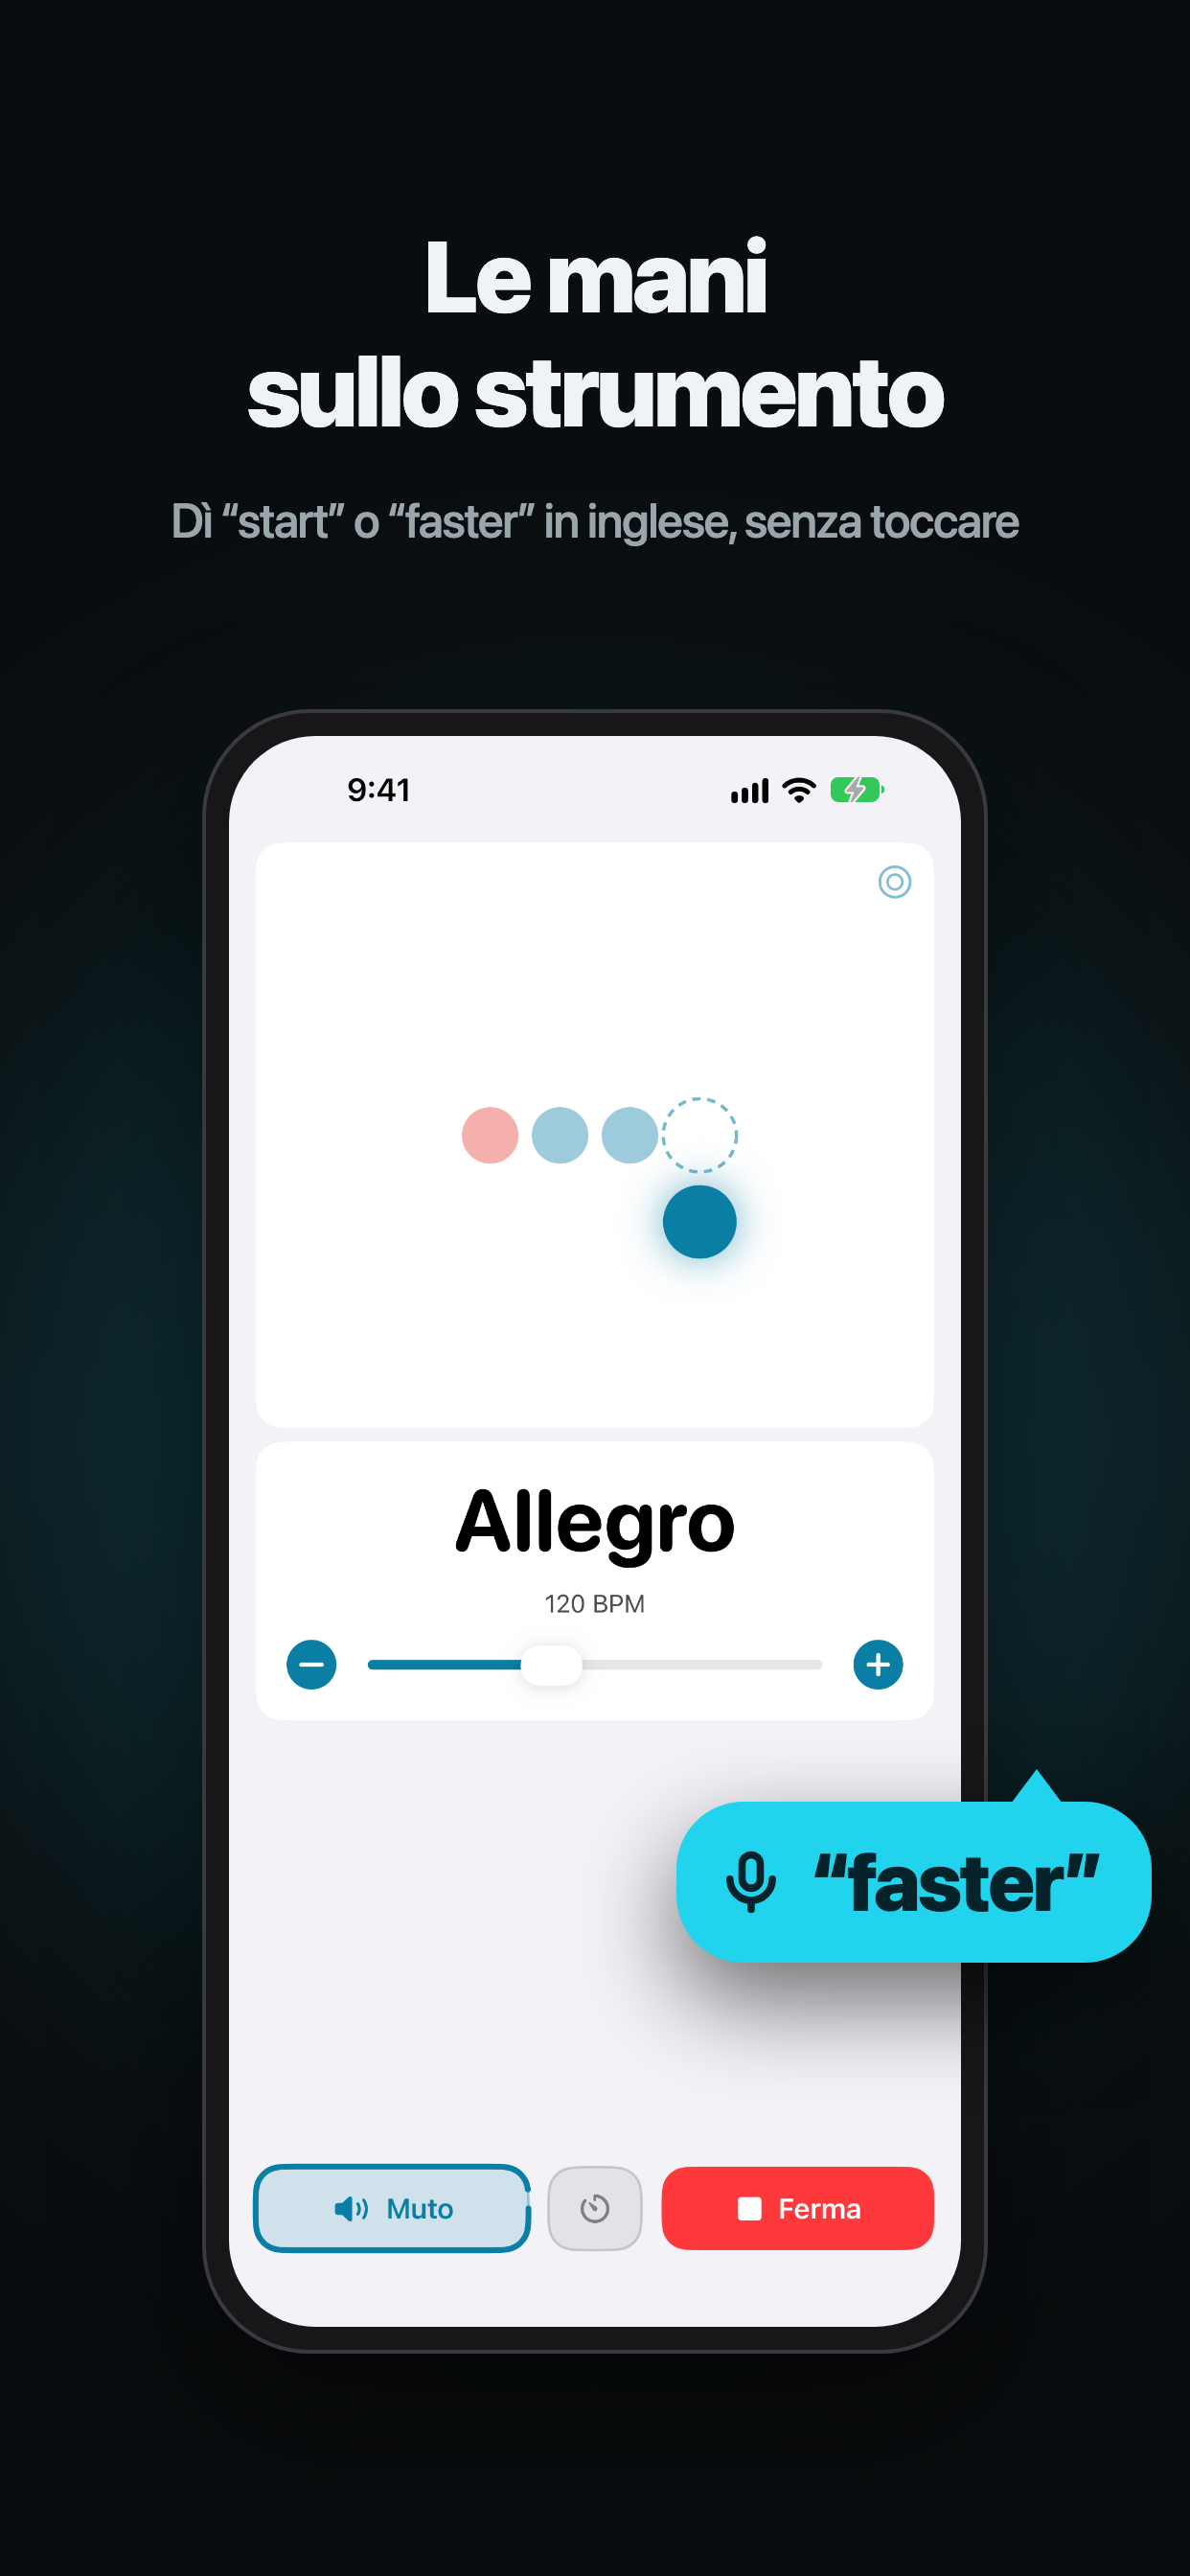 Le mani
sullo strumento
Dì “start” o “faster” in inglese, senza toccare
9:41
Allegro
120 BPM
“faster”
Muto
Ferma